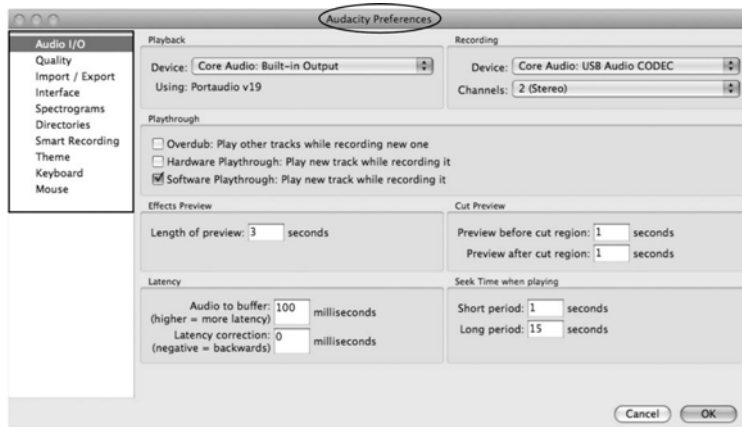 Audacity Preferences
Audio I/O
Quality
Import / Export
Interface
Spectrograms
Directories
Smart Recording
Theme
Keyboard
Mouse
Playback
Device: Core Audio: Built-in Output
Using: Portaudio v19
Recording
Device: Core Audio: USB Audio CODEC
Channels: 2 (Stereo)
Playthrough
Overdub: Play other tracks while recording new one
Hardware Playthrough: Play new track while recording it
Software Playthrough: Play new track while recording it
Effects Preview
Length of preview: 3 seconds
Cut Preview
Preview before cut region: 1 seconds
Preview after cut region: 1 seconds
Latency
Audio to buffer: 100 milliseconds
(higher = more latency)
Latency correction: 0 milliseconds
(negative = backwards)
Seek Time when playing
Short period: 1 seconds
Long period: 15 seconds
Cancel OK